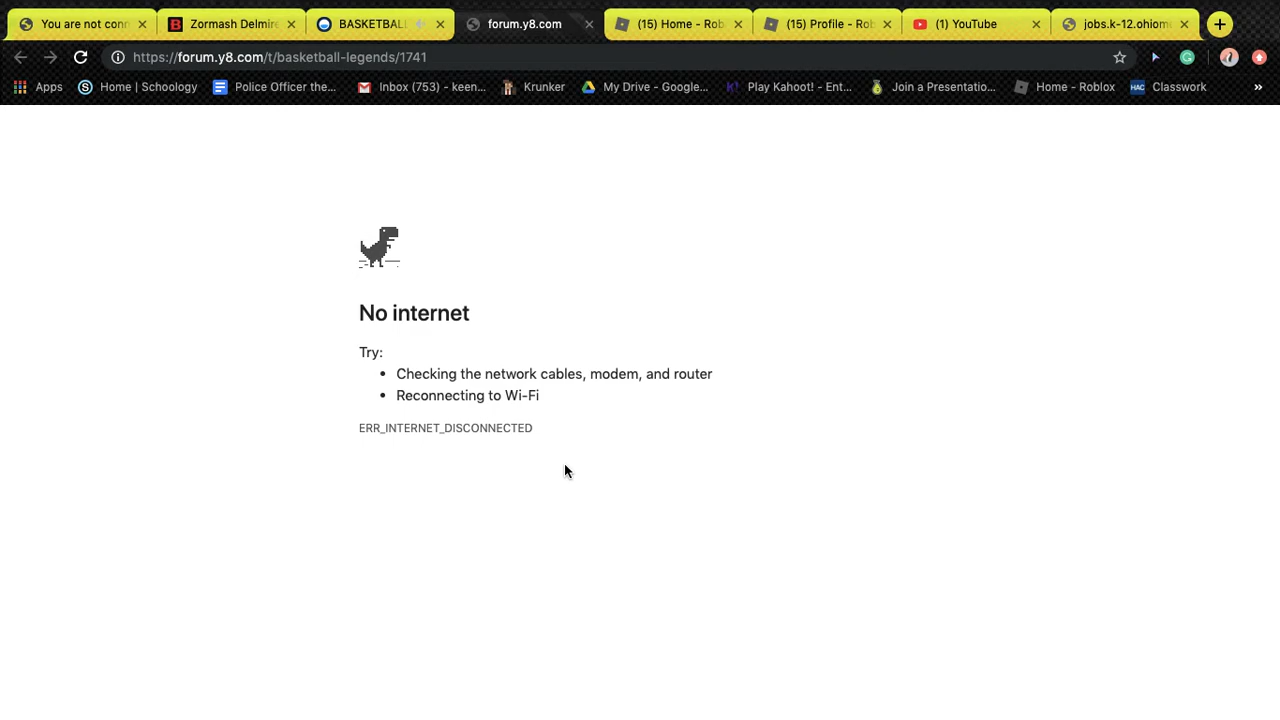 You are not conn
Zormash Delmire
BASKETBALL
forum.y8.com
(15) Home - Rob
(15) Profile - Rob
(1) YouTube
jobs.k-12.ohiom
https://forum.y8.com/t/basketball-legends/1741
Apps
Home | Schoology
Police Officer the...
Inbox (753) - keen...
Krunker
My Drive - Google...
K!
Play Kahoot! - Ent...
Join a Presentatio...
Home - Roblox
HAC
Classwork
»
No internet
Try:
• Checking the network cables, modem, and router
• Reconnecting to Wi-Fi
ERR_INTERNET_DISCONNECTED